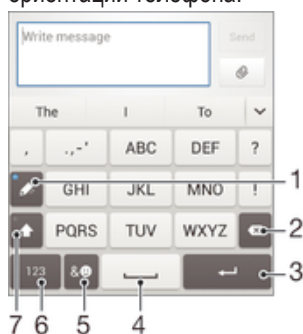 ориентации телефона.
Write message
Send
The I To
, .,-' ABC DEF ?
GHI JKL MNO !
PQRS TUV WXYZ
123 &
1
2
3
7 6 5 4